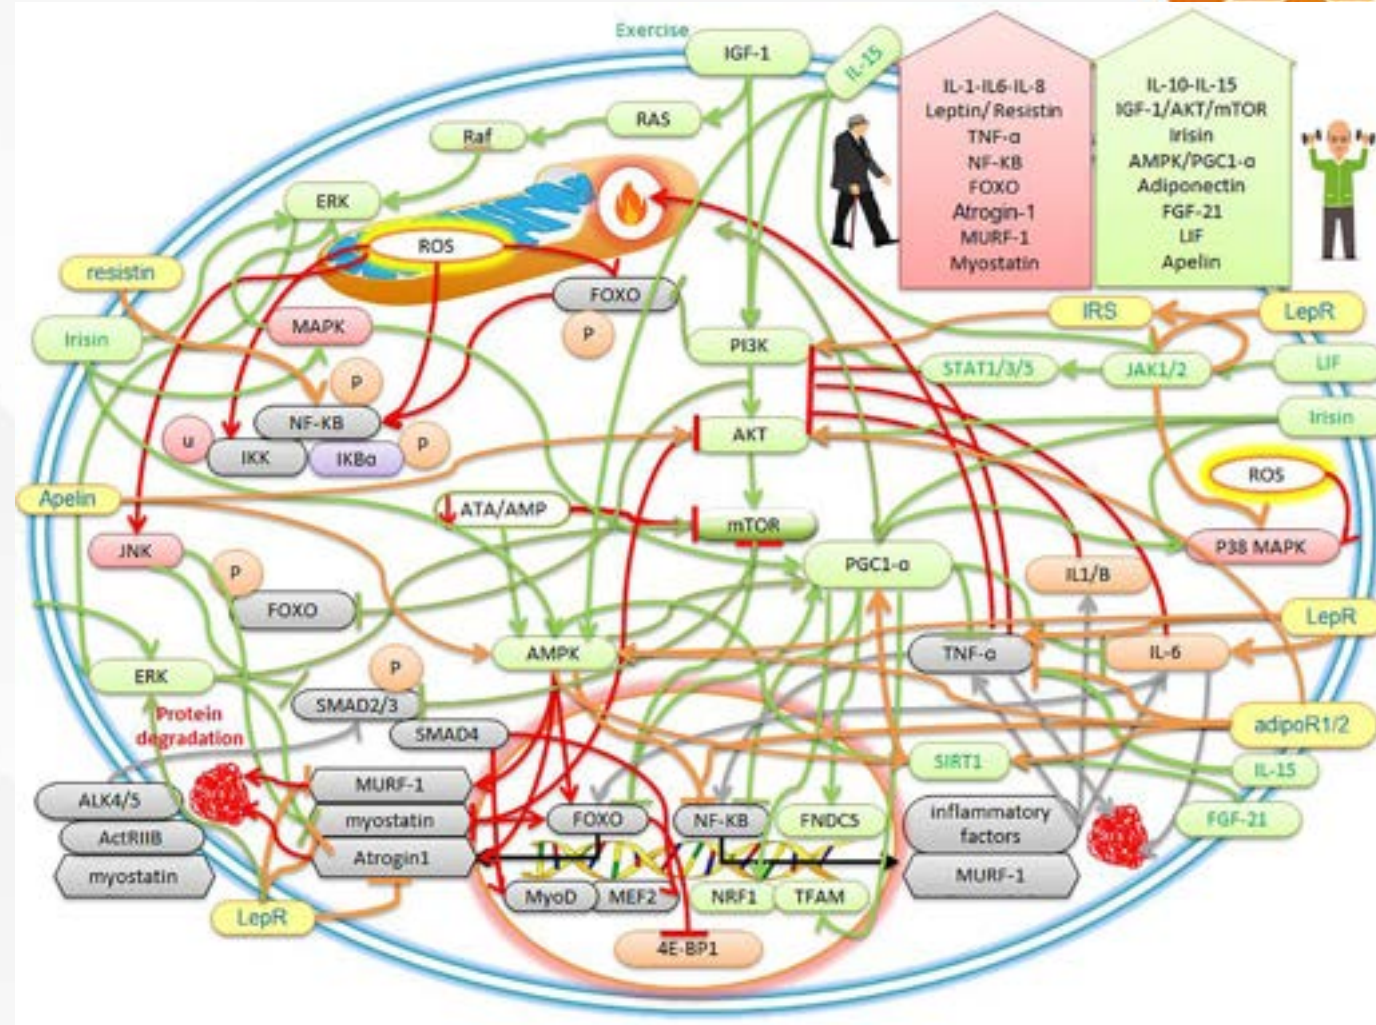 Exercise
IGF-1
IL-15
RAS
Raf
ERK
ROS
FOXO
P
resistin
Irisin
MAPK
P
NF-KB
u
IKK
IKBα
P
Apelin
JNK
P
FOXO
ATA/AMP
PI3K
AKT
mTOR
PGC1-α
AMPK
IL-1-IL6-IL-8
Leptin/ Resistin
TNF-α
NF-KB
FOXO
Atrogin-1
MURF-1
Myostatin
IL-10-IL-15
IGF-1/AKT/mTOR
Irisin
AMPK/PGC1-α
Adiponectin
FGF-21
LIF
Apelin
IRS
LepR
STAT1/3/5
JAK1/2
LIF
Irisin
ROS
P38 MAPK
IL1/B
LepR
TNF-α
IL-6
adipoR1/2
SIRT1
IL-15
FGF-21
ERK
P
SMAD2/3
SMAD4
Protein
degradation
ALK4/5
ActRIIB
myostatin
MURF-1
myostatin
Atrogin1
LepR
FOXO
NF-KB
FNDC5
MyoD
MEF2
NRF1
TFAM
4E-BP1
inflammatory
factors
MURF-1